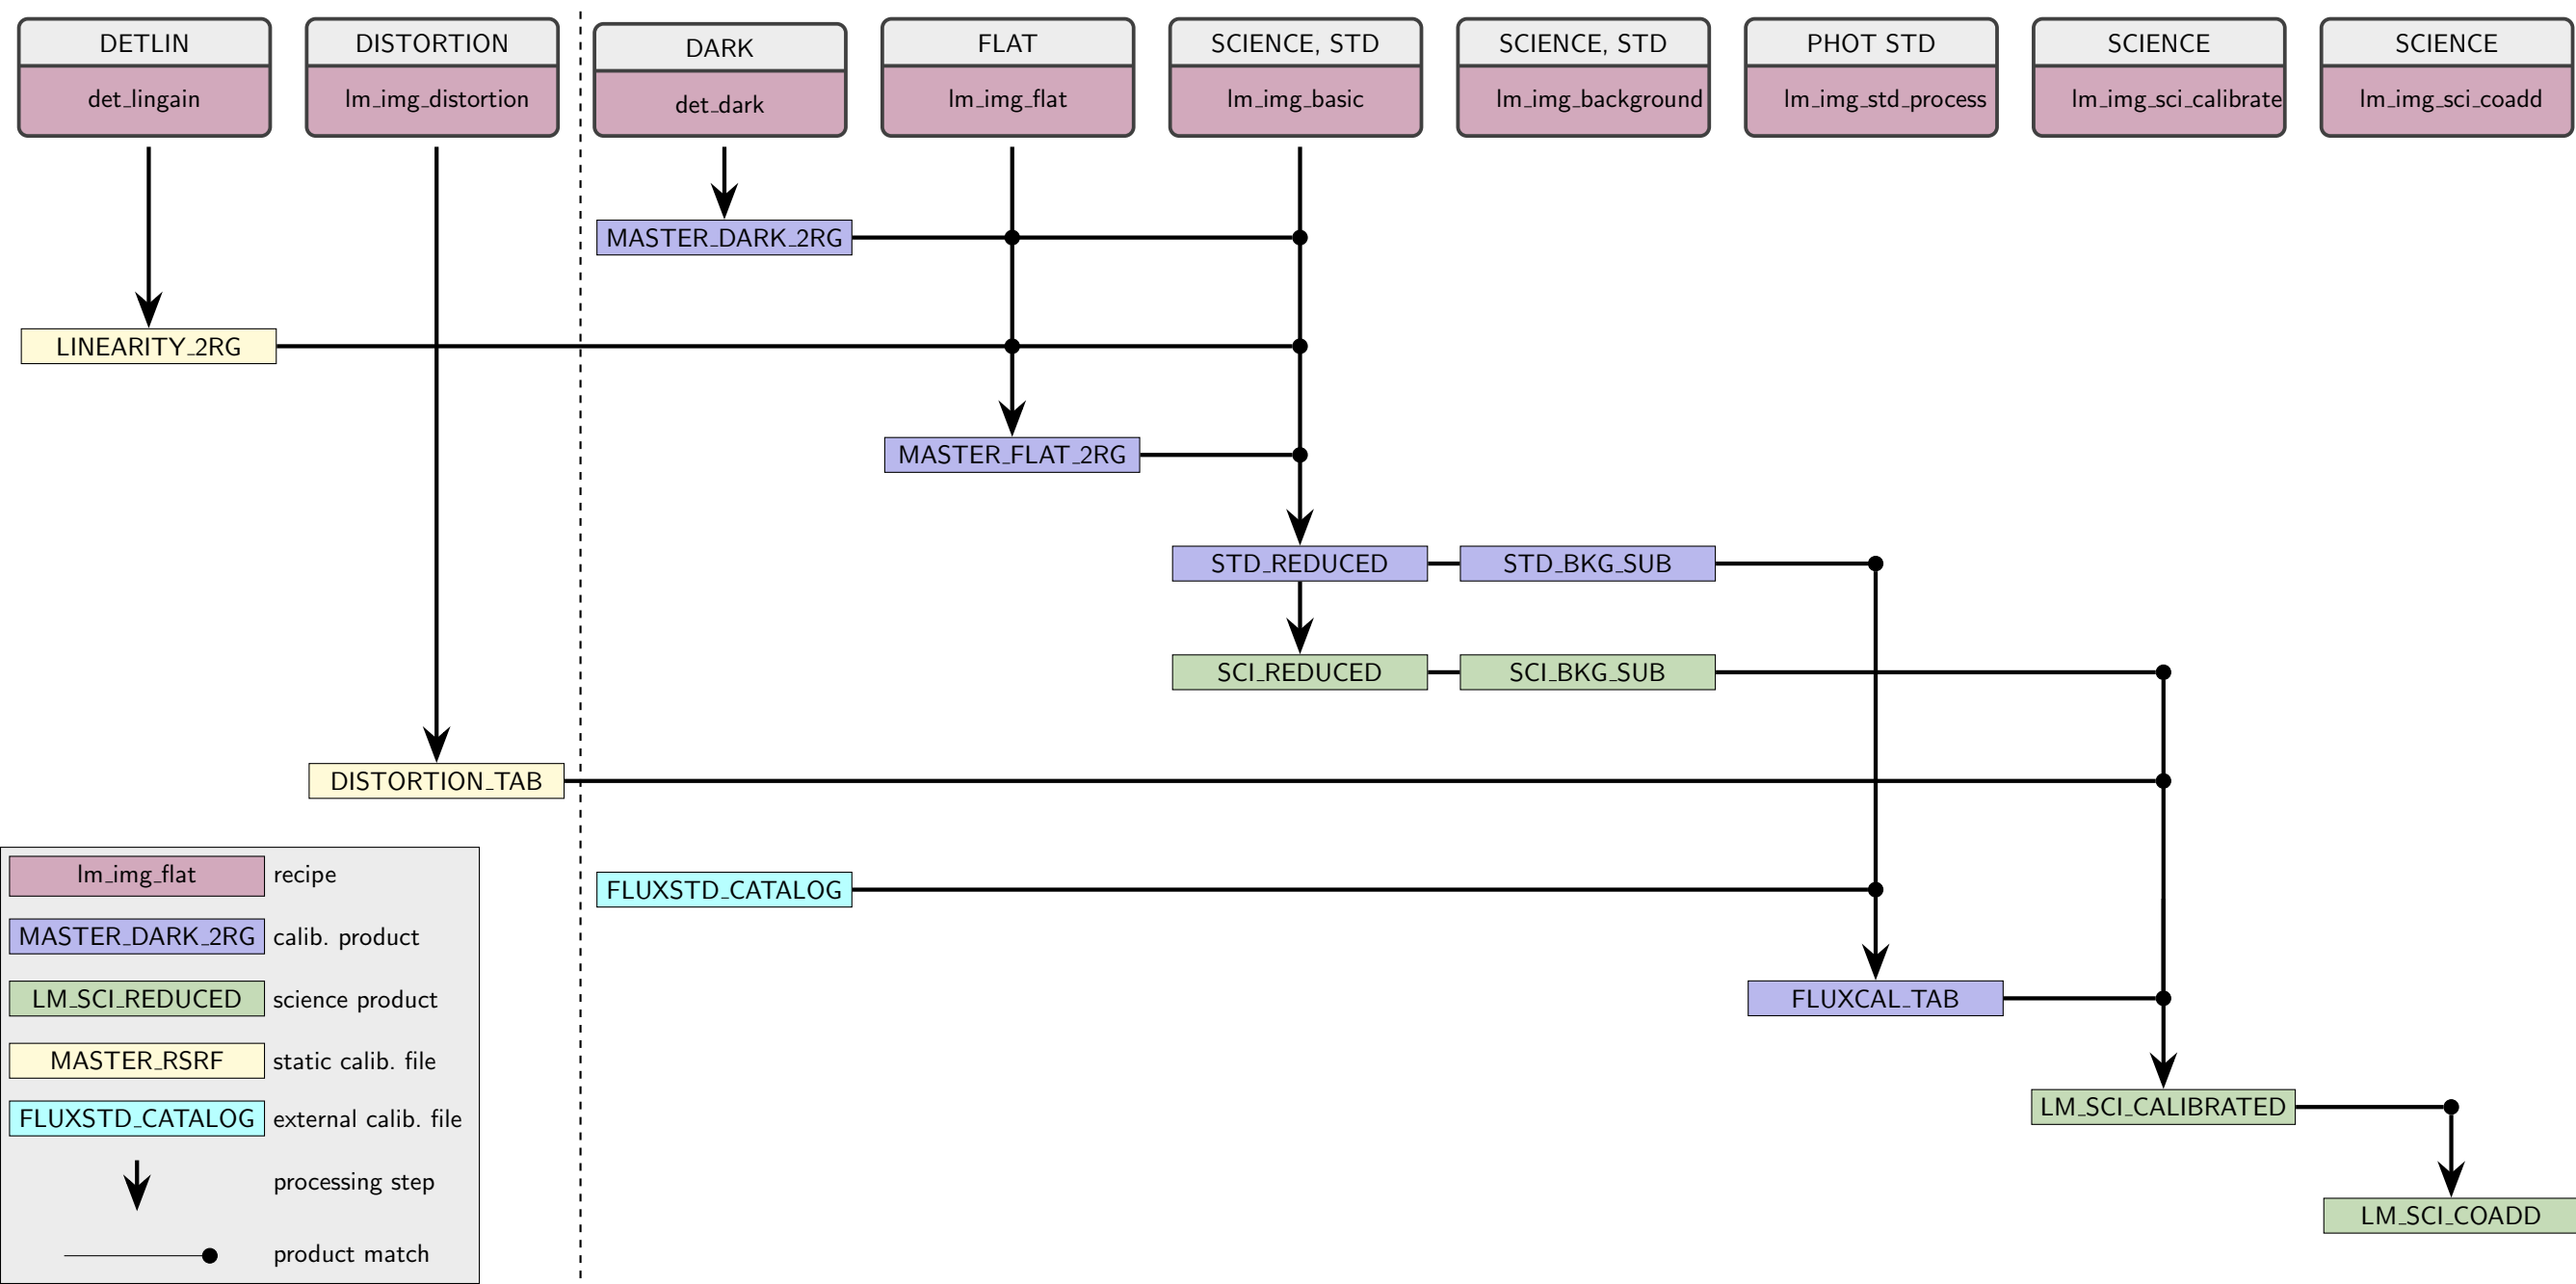 DETLIN
det_lingain
DISTORTION
lm_img_distortion
DARK
det_dark
FLAT
lm_img_flat
SCIENCE, STD
lm_img_basic
SCIENCE, STD
lm_img_background
PHOT STD
lm_img_std_process
SCIENCE
lm_img_sci_calibrate
SCIENCE
lm_img_sci_coadd
MASTER_DARK_2RG
LINEARITY_2RG
MASTER_FLAT_2RG
STD_REDUCED
STD_BKG_SUB
SCI_REDUCED
SCI_BKG_SUB
DISTORTION_TAB
FLUXSTD_CATALOG
FLUXCAL_TAB
LM_SCI_CALIBRATED
LM_SCI_COADD
lm_img_flat recipe
MASTER_DARK_2RG calib. product
LM_SCI_REDUCED science product
MASTER_RSRF static calib. file
FLUXSTD_CATALOG external calib. file
processing step
product match